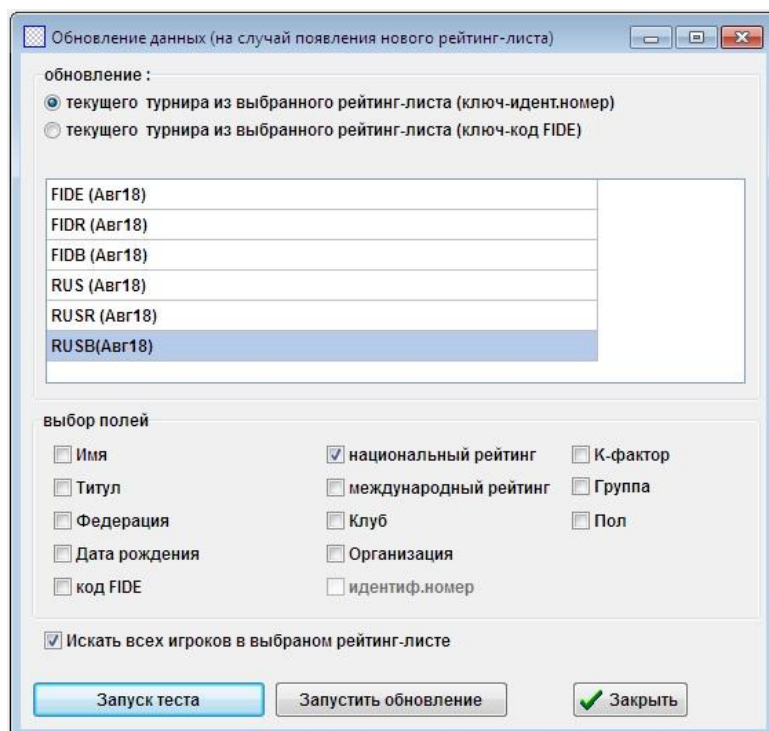 Обновление данных (на случай появления нового рейтинг-листа)
обновление :
текущего турнира из выбранного рейтинг-листа (ключ-идент.номер)
текущего турнира из выбранного рейтинг-листа (ключ-код FIDE)
FIDE (Авг18)
FIDR (Авг18)
FIDB (Авг18)
RUS (Авг18)
RUSR (Авг18)
RUSB(Авг18)
выбор полей
Имя национальный рейтинг К-фактор
Титул международный рейтинг Группа
Федерация Клуб Пол
Дата рождения Организация
код FIDE идентиф.номер
Искать всех игроков в выбраном рейтинг-листе
Запуск теста Запустить обновление Закрыть